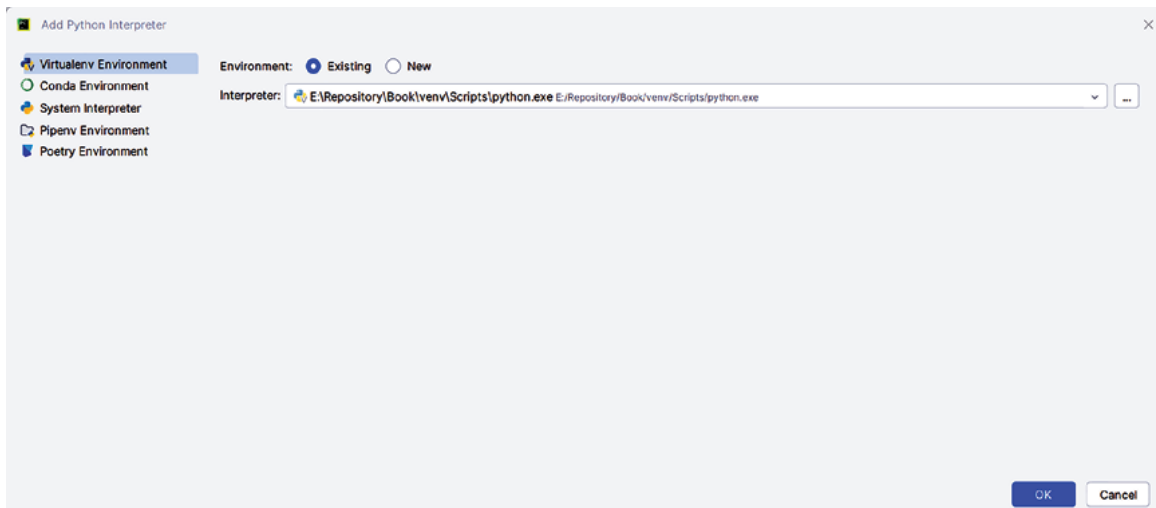 Add Python Interpreter
Virtualenv Environment
Conda Environment
System Interpreter
Pipenv Environment
Poetry Environment
Environment: Existing New
Interpreter: E:\Repository\Book\venv\Scripts\python.exe E:/Repository/Book/venv/Scripts/python.exe
...
OK Cancel